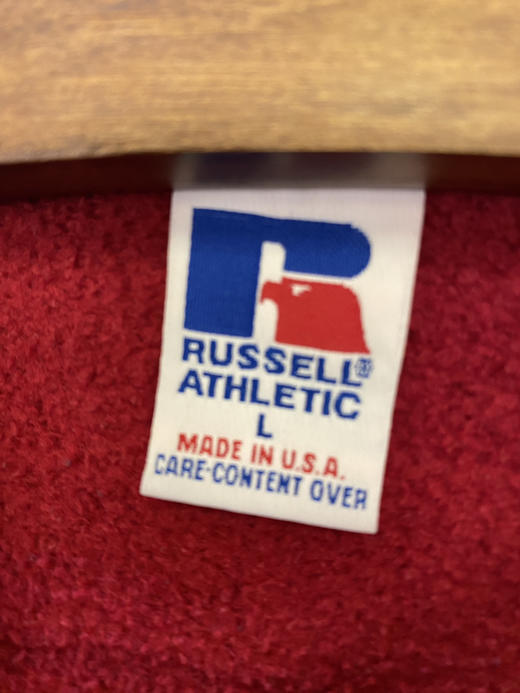 RUSSELL®
ATHLETIC
L
MADE IN U.S.A.
CARE-CONTENT OVER